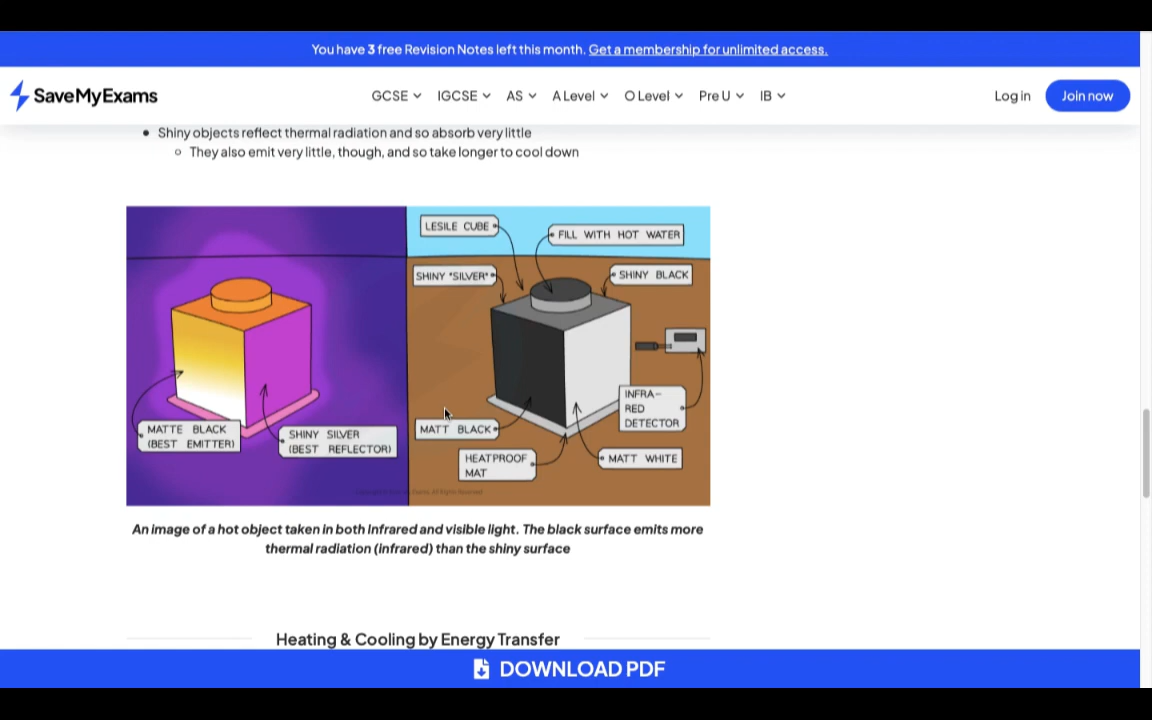 You have 3 free Revision Notes left this month. Get a membership for unlimited access.
SaveMyExams
GCSE IGCSE AS A Level O Level Pre U IB
Log in
Join now
Shiny objects reflect thermal radiation and so absorb very little
They also emit very little, though, and so take longer to cool down
MATTE BLACK
(BEST EMITTER)
SHINY SILVER
(BEST REFLECTOR)
LESILE CUBE
FILL WITH HOT WATER
SHINY "SILVER"
SHINY BLACK
INFRA-
RED
DETECTOR
MATT BLACK
HEATPROOF
MAT
MATT WHITE
All Rights Reserved
An image of a hot object taken in both Infrared and visible light. The black surface emits more
thermal radiation (infrared) than the shiny surface
Heating & Cooling by Energy Transfer
DOWNLOAD PDF